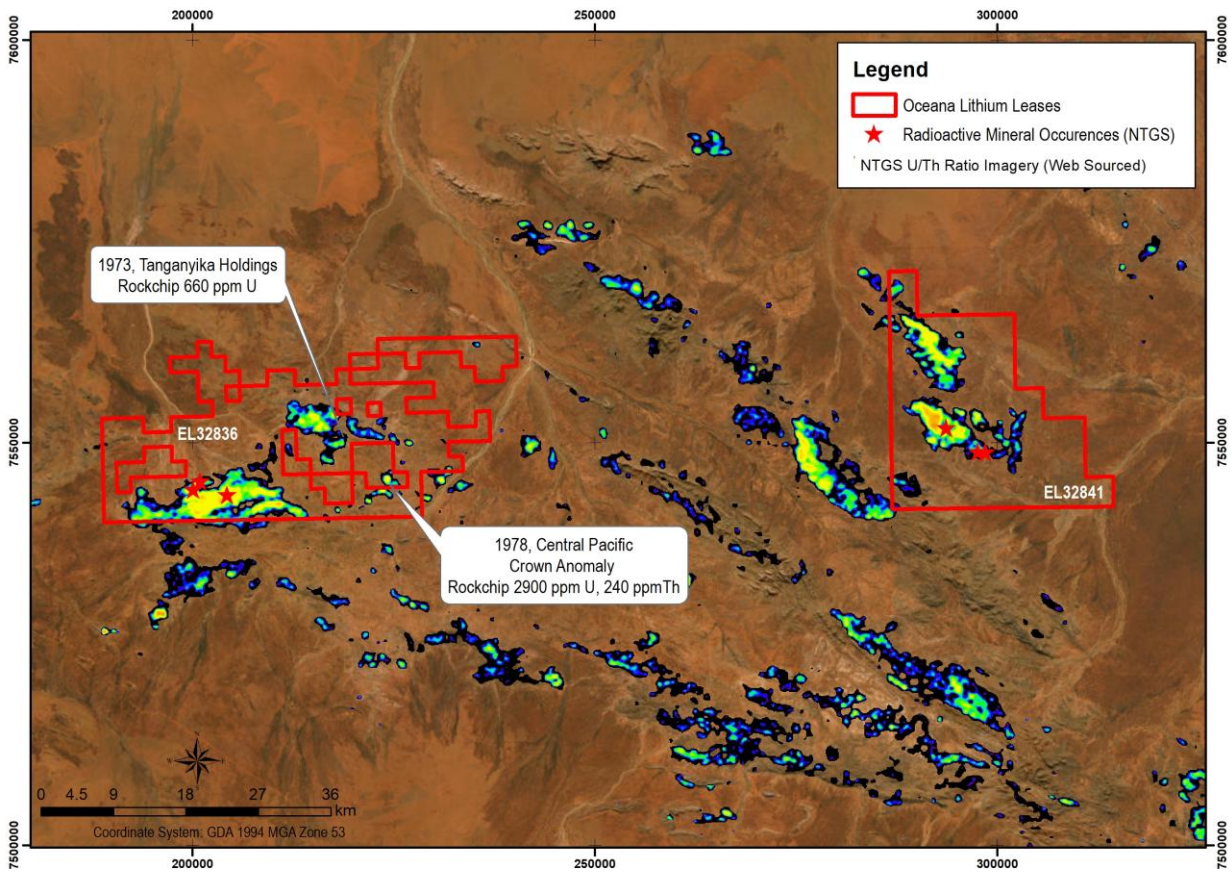 200000
250000
300000
7600000
7600000
Legend
Oceana Lithium Leases
Radioactive Mineral Occurences (NTGS)
NTGS U/Th Ratio Imagery (Web Sourced)
1973, Tanganyika Holdings
Rockchip 660 ppm U
EL32836
7550000
7550000
EL32841
1978, Central Pacific
Crown Anomaly
Rockchip 2900 ppm U, 240 ppmTh
N
0 4.5 9 18 27 36
km
Coordinate System: GDA 1994 MGA Zone 53
7500000
7500000
200000
250000
300000